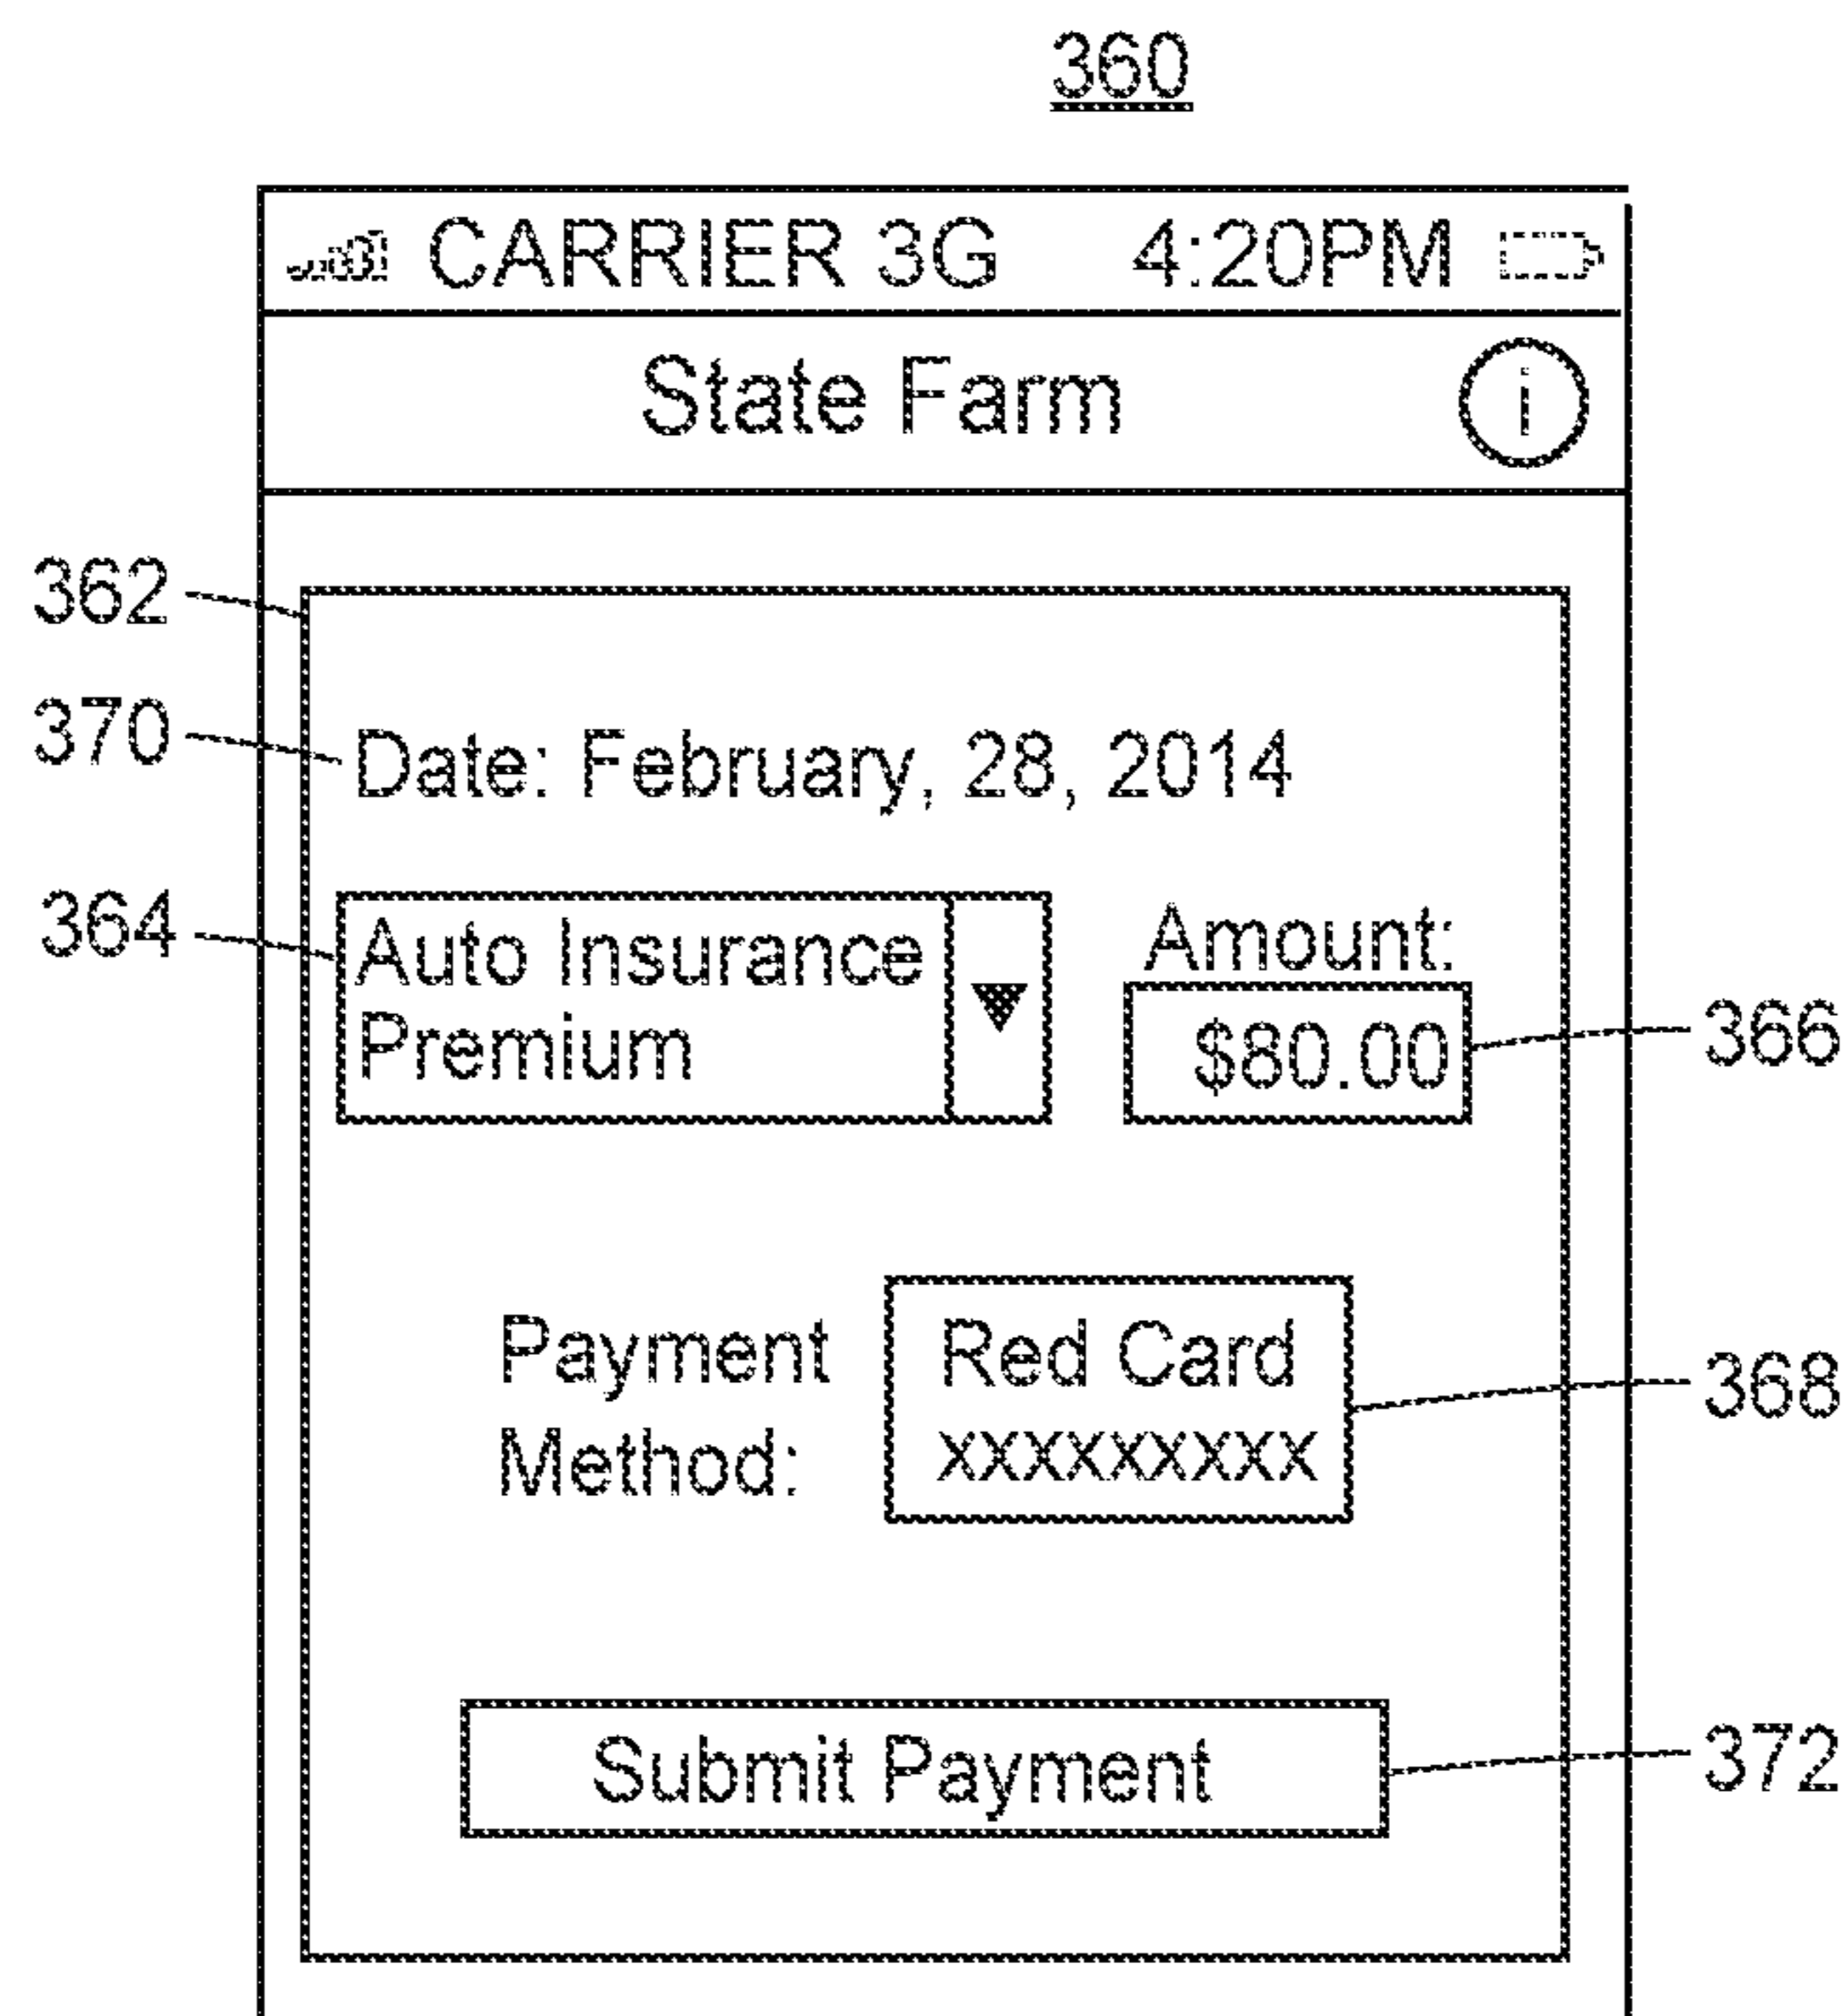 360
CARRIER 3G 4:20PM
State Farm i
362
370 Date: February, 28, 2014
364 Auto Insurance Amount:
Premium $80.00 366
Payment Red Card 368
Method: XXXXXXXXX
Submit Payment 372